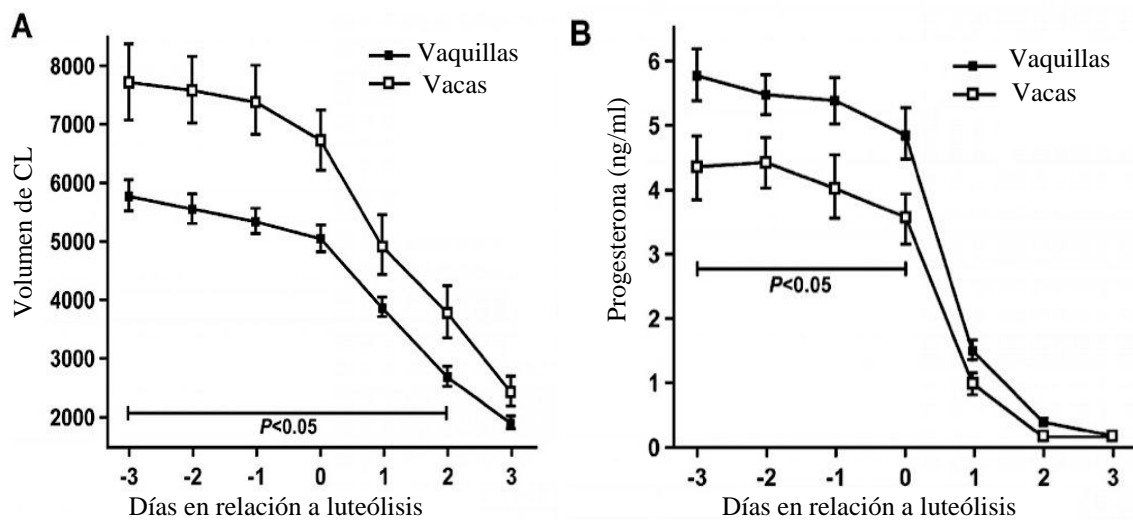 A
Vaquillas
Vacas
8000
7000
6000
5000
4000
3000
2000
Volumen de CL
P<0.05
-3 -2 -1 0 1 2 3
Días en relación a luteólisis
B
Vaquillas
Vacas
6
5
4
3
2
1
0
Progesterona (ng/ml)
P<0.05
-3 -2 -1 0 1 2 3
Días en relación a luteólisis